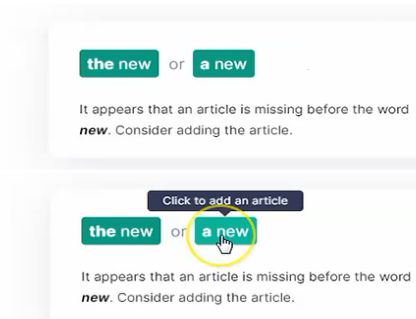 the new or a new
It appears that an article is missing before the word
new. Consider adding the article.
Click to add an article
the new or a new
It appears that an article is missing before the word
new. Consider adding the article.